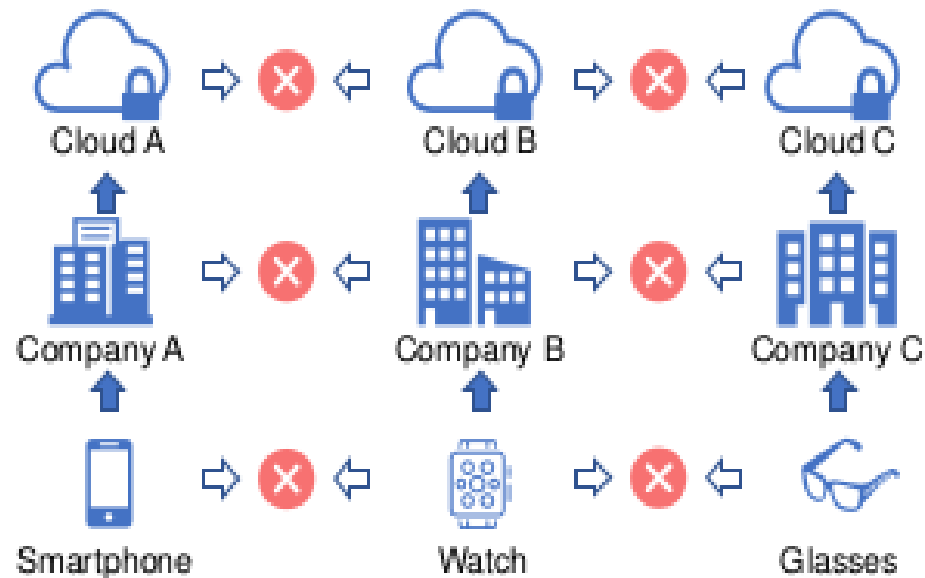 Cloud A
Cloud B
Cloud C
Company A
Company B
Company C
Smartphone
Watch
Glasses